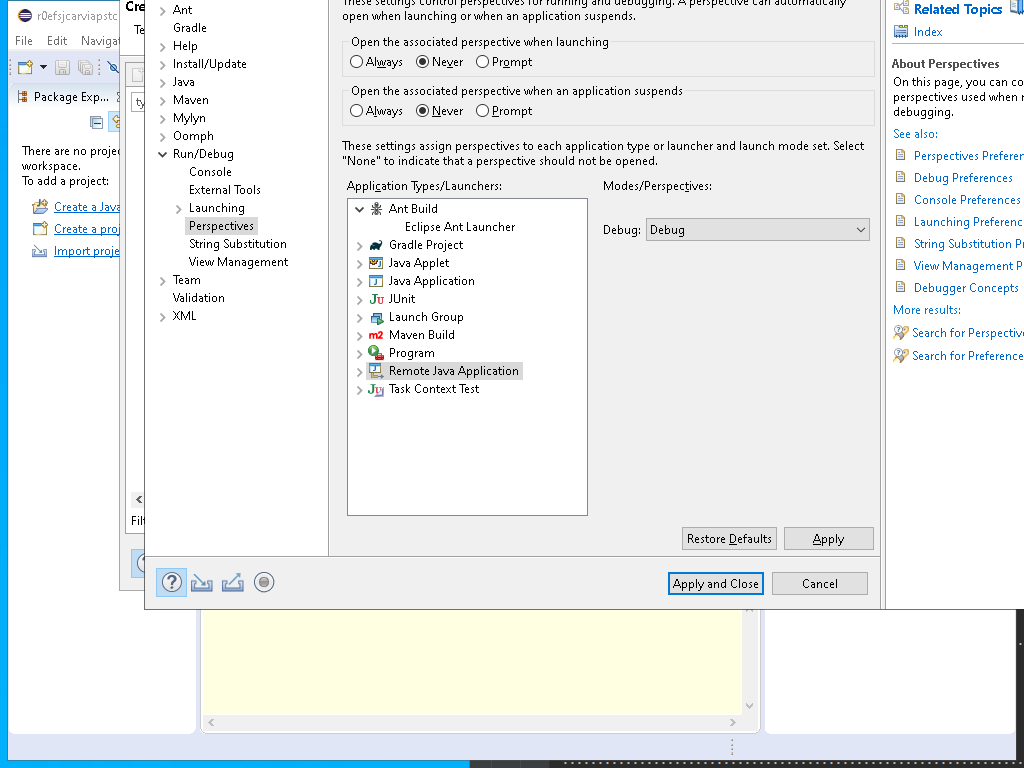 r0efsjcarviapstc
File Edit Naviga
Package Exp...
There are no proje
workspace.
To add a project:
Create a Java
Create a proj
Import proje
Cre
Te
ty
Filt
Ant
Gradle
Help
Install/Update
Java
Maven
Mylyn
Oomph
Run/Debug
Console
External Tools
Launching
Perspectives
String Substitution
View Management
Team
Validation
XML
These settings control perspectives for running and debugging. A perspective can automatically
open when launching or when an application suspends.
Open the associated perspective when launching
Always Never Prompt
Open the associated perspective when an application suspends
Always Never Prompt
These settings assign perspectives to each application type or launcher and launch mode set. Select
"None" to indicate that a perspective should not be opened.
Application Types/Launchers:
Modes/Perspectives:
Ant Build
Eclipse Ant Launcher
Gradle Project
Java Applet
Java Application
JUnit
Launch Group
Maven Build
Program
Remote Java Application
Task Context Test
Debug: Debug
Restore Defaults
Apply
Apply and Close
Cancel
Related Topics
Index
About Perspectives
On this page, you can co
perspectives used when r
debugging.
See also:
Perspectives Preferen
Debug Preferences
Console Preferences
Launching Preferenc
String Substitution Pr
View Management P
Debugger Concepts
More results:
Search for Perspective
Search for Preference